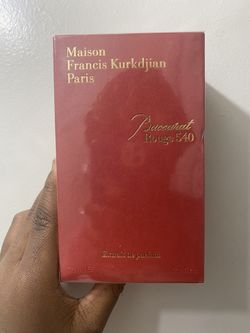 Maison
Francis Kurkdjian
Paris
Baccarat
Rouge 540
Extrait de parfum